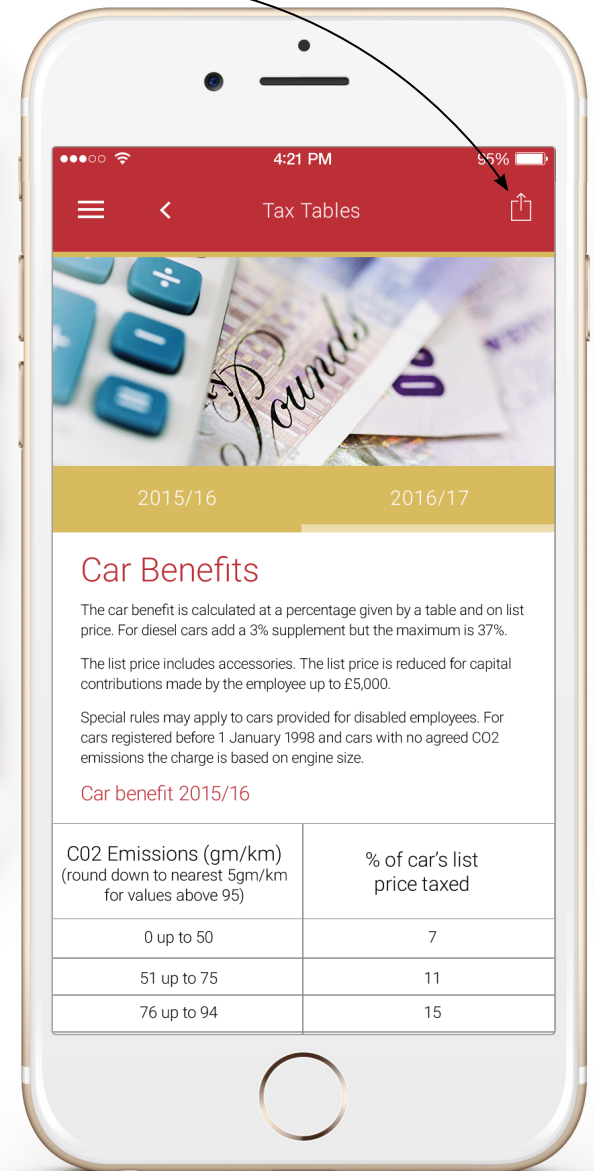 4:21 PM
95%
Tax Tables
Pounds
2015/16
2016/17
Car Benefits
The car benefit is calculated at a percentage given by a table and on list
price. For diesel cars add a 3% supplement but the maximum is 37%.
The list price includes accessories. The list price is reduced for capital
contributions made by the employee up to £5,000.
Special rules may apply to cars provided for disabled employees. For
cars registered before 1 January 1998 and cars with no agreed CO2
emissions the charge is based on engine size.
Car benefit 2015/16
C02 Emissions (gm/km)
(round down to nearest 5gm/km
for values above 95)
% of car's list
price taxed
0 up to 50
7
51 up to 75
11
76 up to 94
15